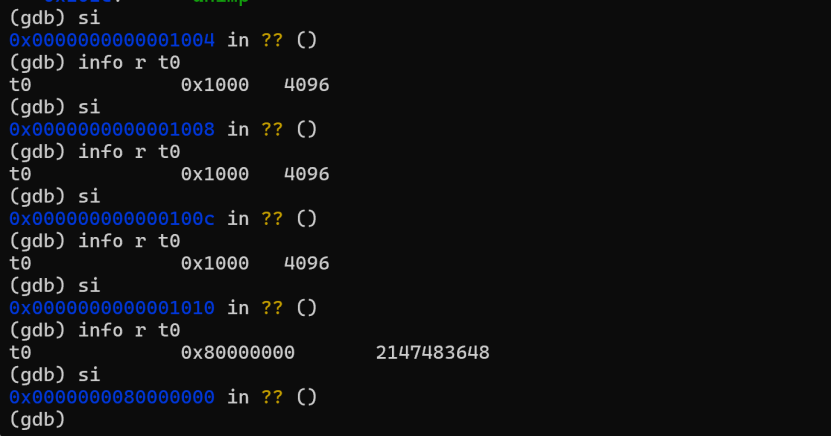 (gdb) si
0x0000000000001004 in ?? ()
(gdb) info r t0
t0             0x1000   4096
(gdb) si
0x0000000000001008 in ?? ()
(gdb) info r t0
t0             0x1000   4096
(gdb) si
0x000000000000100c in ?? ()
(gdb) info r t0
t0             0x1000   4096
(gdb) si
0x0000000000001010 in ?? ()
(gdb) info r t0
t0             0x80000000       2147483648
(gdb) si
0x0000000080000000 in ?? ()
(gdb)